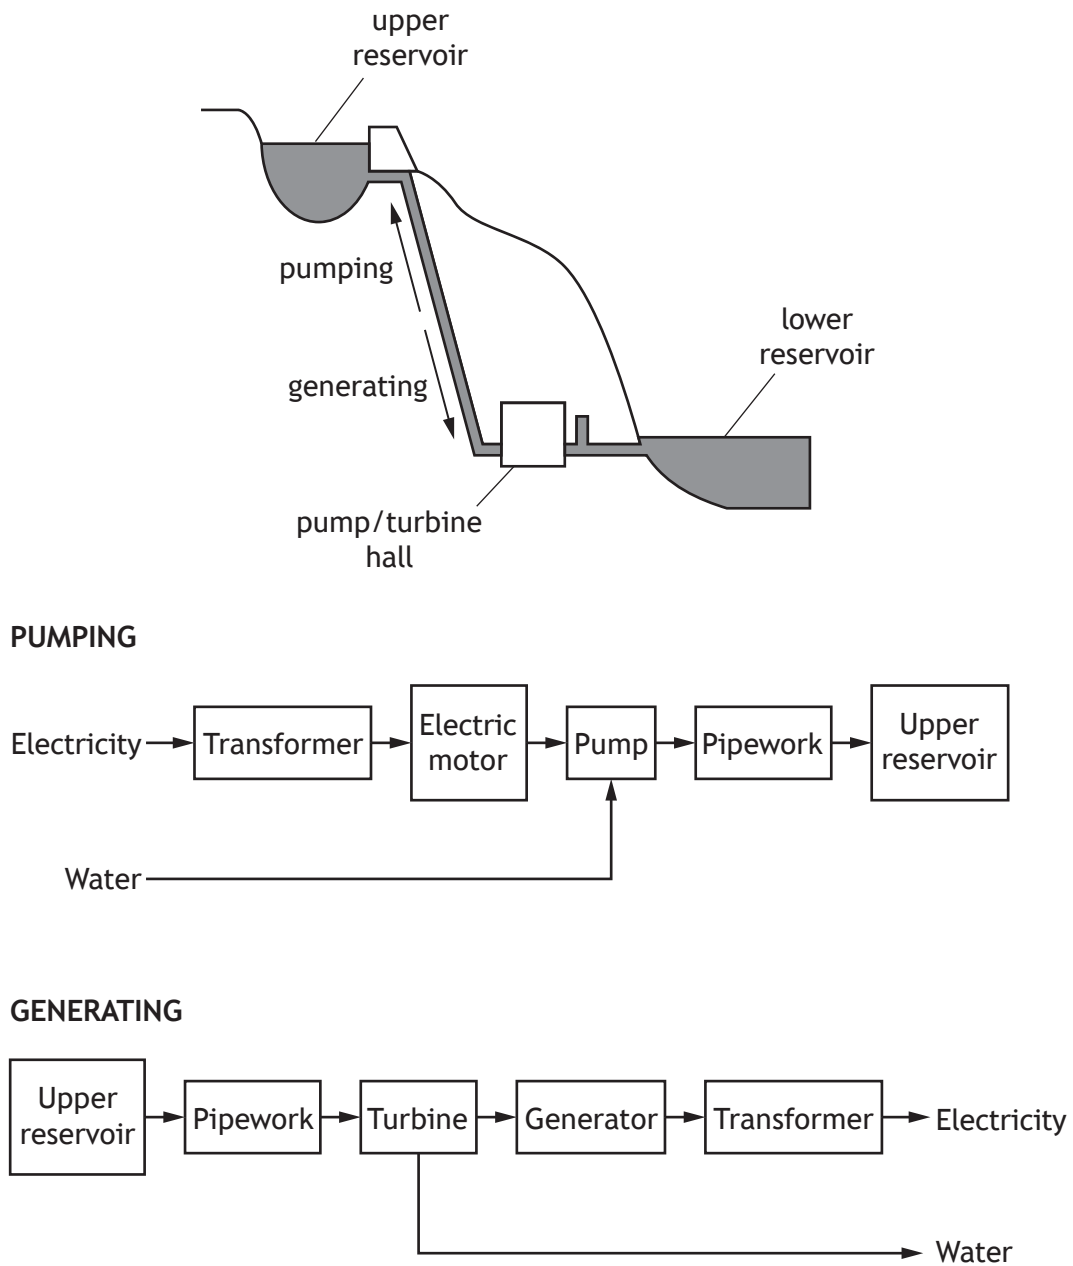 upper
reservoir
pumping
lower
reservoir
generating
pump/turbine
hall
PUMPING
Electricity
Transformer
Electric
motor
Pump
Pipework
Upper
reservoir
Water
GENERATING
Upper
reservoir
Pipework
Turbine
Generator
Transformer
Electricity
Water